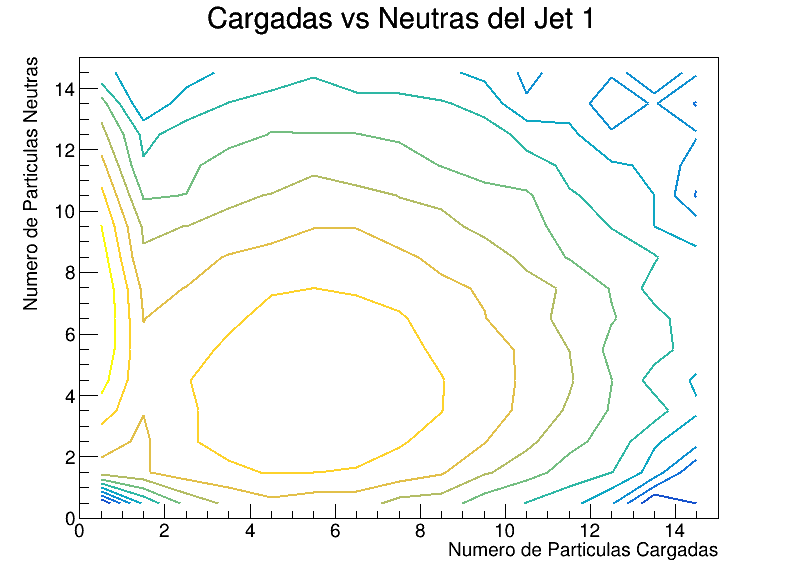 Cargadas vs Neutras del Jet 1
Numero de Particulas Neutras
14
12
10
8
6
4
2
0
0 2 4 6 8 10 12 14
Numero de Particulas Cargadas